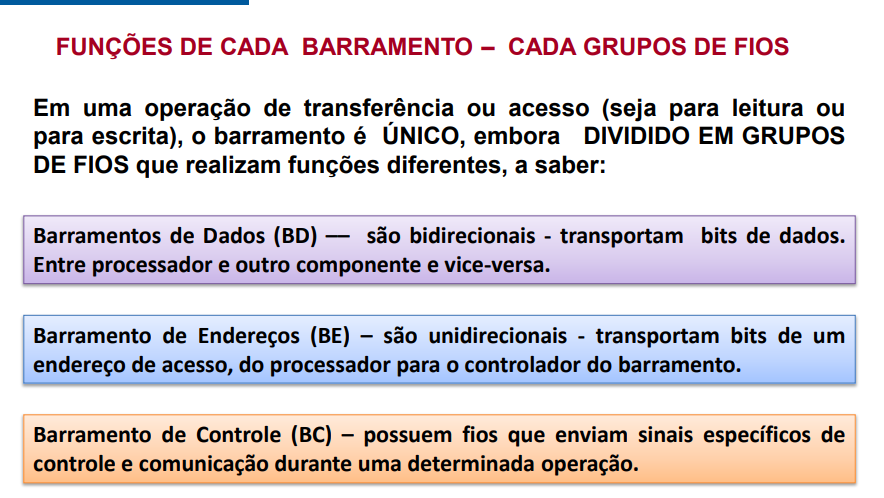 FUNÇÕES DE CADA BARRAMENTO – CADA GRUPOS DE FIOS
Em uma operação de transferência ou acesso (seja para leitura ou
para escrita), o barramento é ÚNICO, embora DIVIDIDO EM GRUPOS
DE FIOS que realizam funções diferentes, a saber:
Barramentos de Dados (BD) — são bidirecionais - transportam bits de dados.
Entre processador e outro componente e vice-versa.
Barramento de Endereços (BE) – são unidirecionais - transportam bits de um
endereço de acesso, do processador para o controlador do barramento.
Barramento de Controle (BC) – possuem fios que enviam sinais específicos de
controle e comunicação durante uma determinada operação.